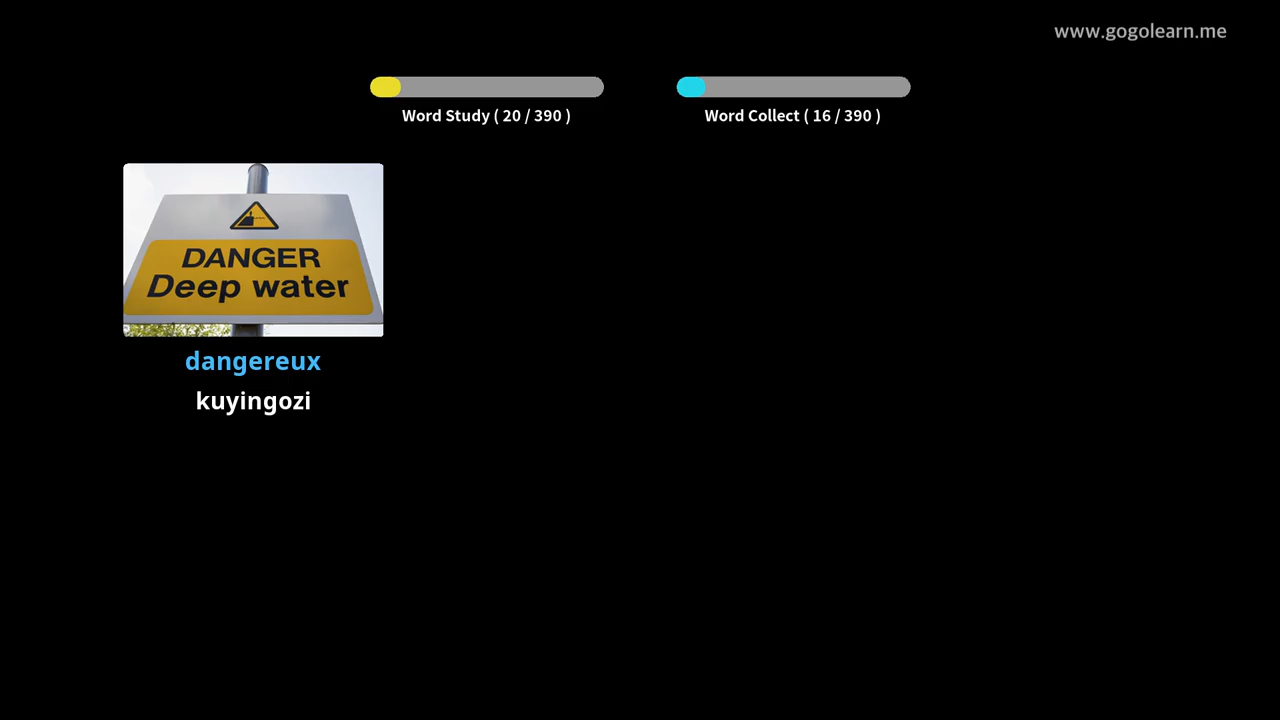 www.gogolearn.me
Word Study ( 20 / 390 )
Word Collect ( 16 / 390 )
DANGER
Deep water
dangereux
kuyingozi